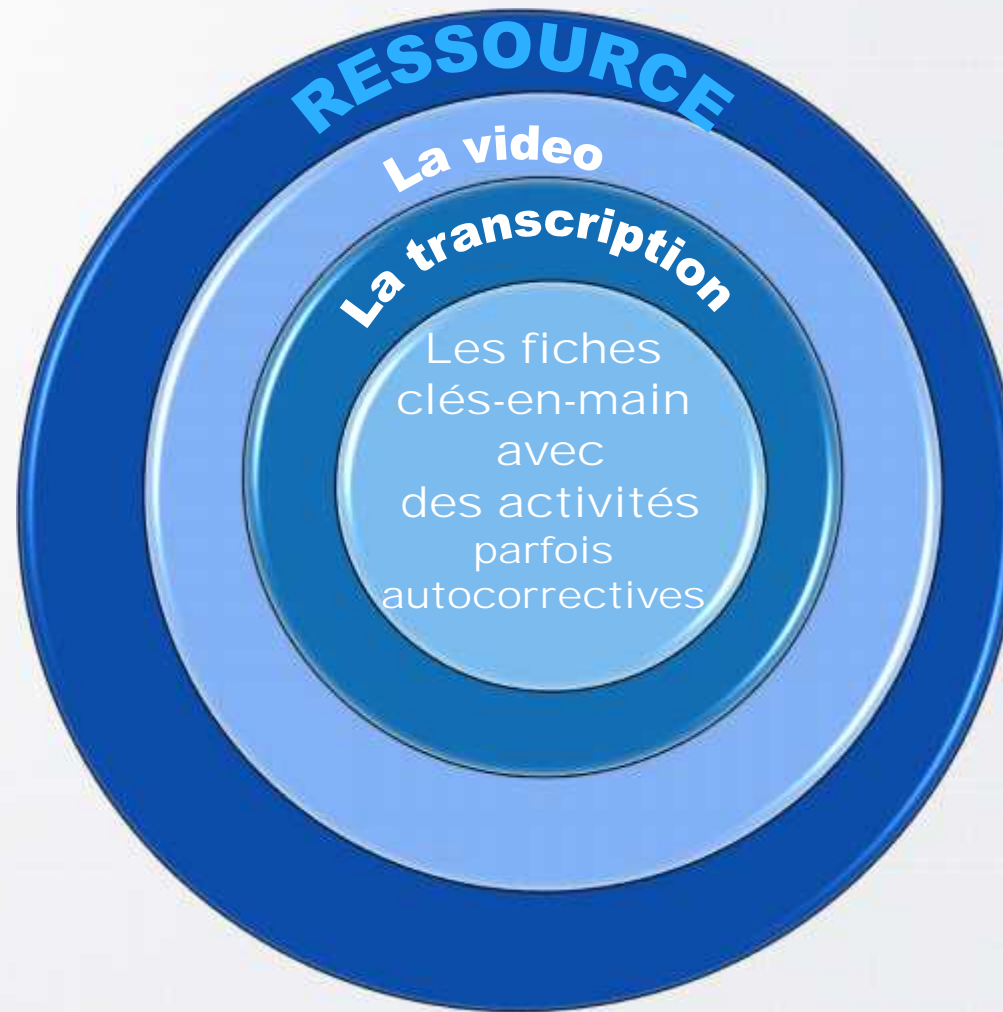 RESSOURCE
La video
La transcription
Les fiches
clés-en-main
avec
des activités
parfois
autocorrectives